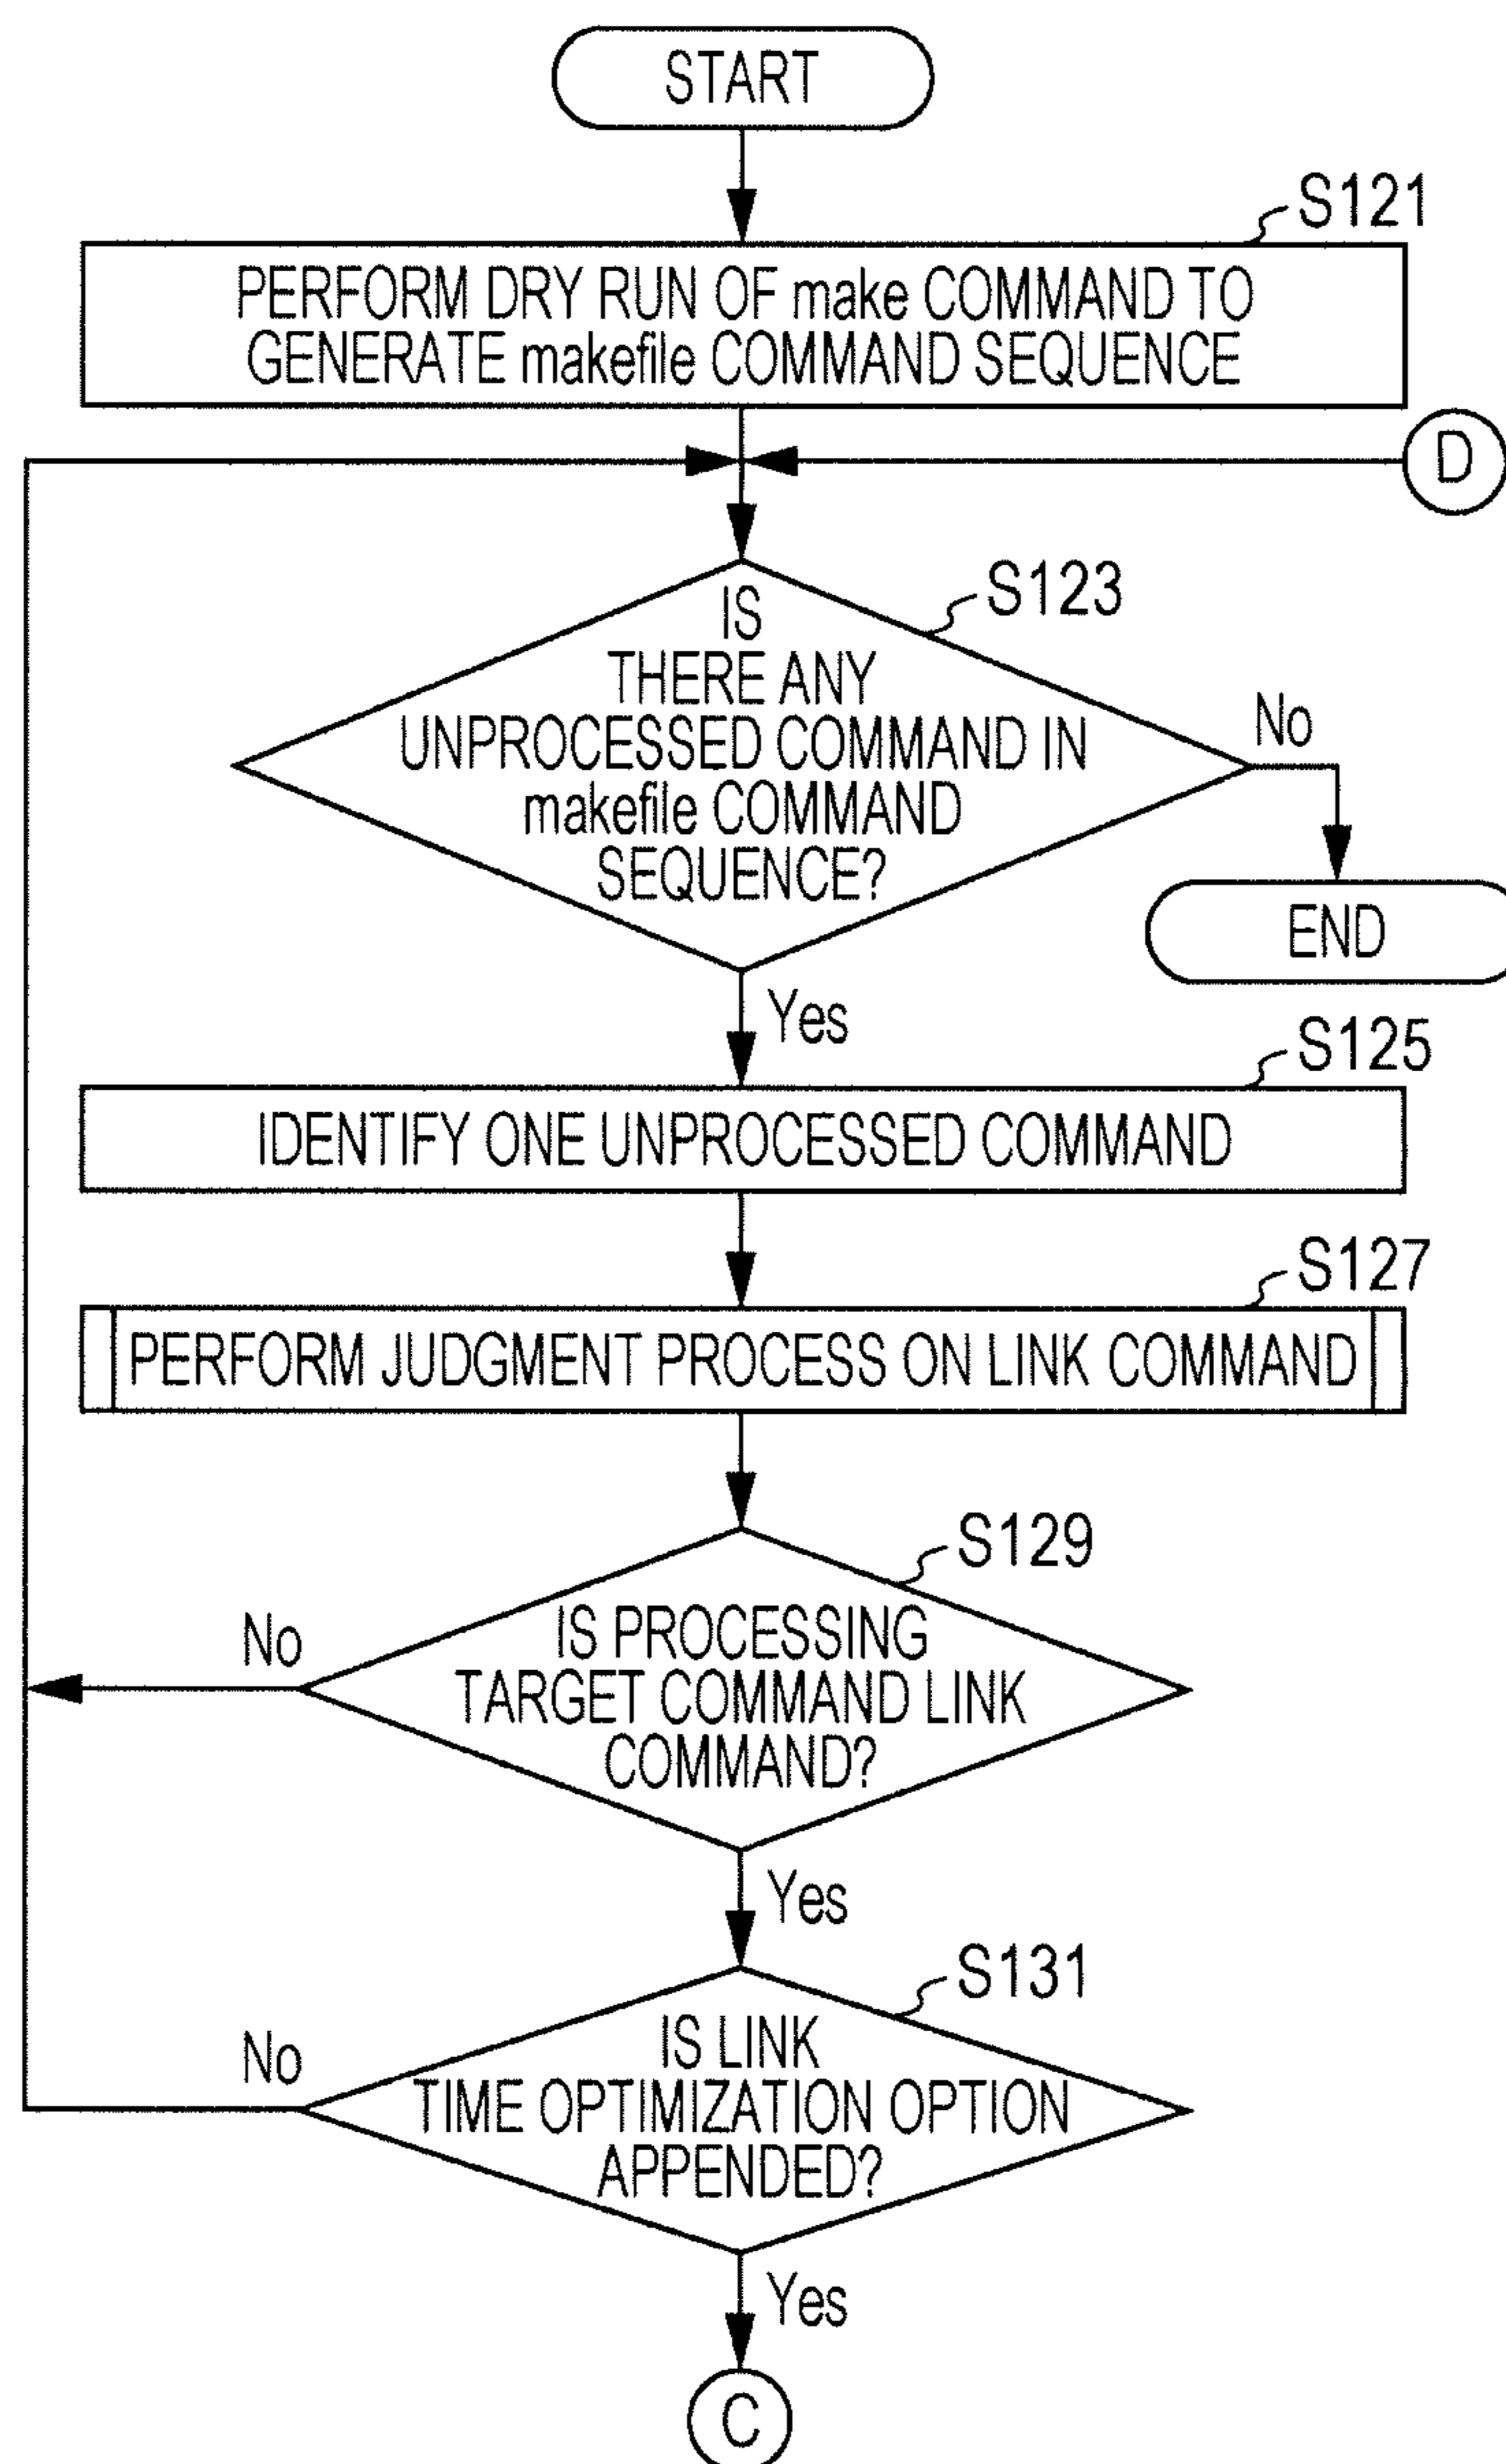 START
S121
PERFORM DRY RUN OF make COMMAND TO
GENERATE makefile COMMAND SEQUENCE
D
S123
IS
THERE ANY
UNPROCESSED COMMAND IN
makefile COMMAND
SEQUENCE?
No
END
Yes
S125
IDENTIFY ONE UNPROCESSED COMMAND
S127
PERFORM JUDGMENT PROCESS ON LINK COMMAND
S129
No
IS PROCESSING
TARGET COMMAND LINK
COMMAND?
Yes
S131
No
IS LINK
TIME OPTIMIZATION OPTION
APPENDED?
Yes
C